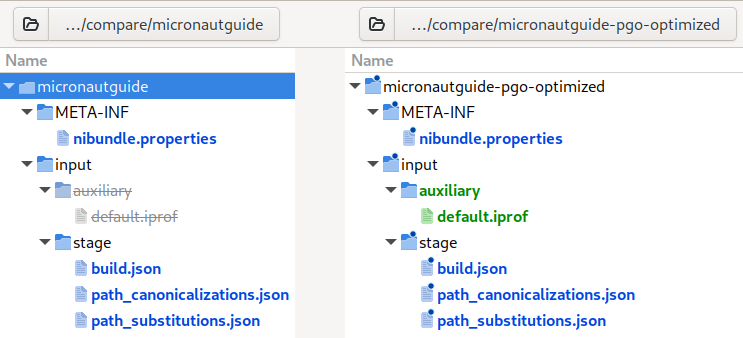 .../compare/micronautguide
.../compare/micronautguide-pgo-optimized
Name
Name
micronautguide
micronautguide-pgo-optimized
META-INF
META-INF
nibundle.properties
nibundle.properties
input
input
auxiliary
auxiliary
default.iprof
default.iprof
stage
stage
build.json
build.json
path_canonicalizations.json
path_canonicalizations.json
path_substitutions.json
path_substitutions.json